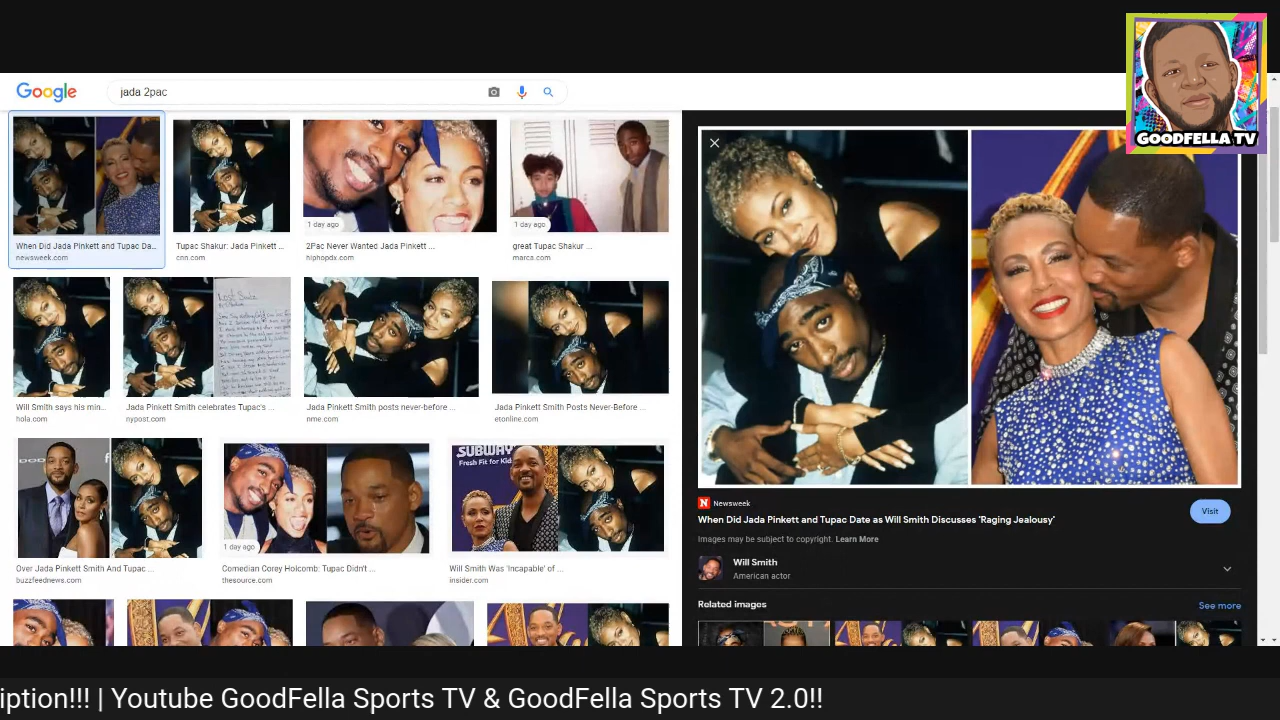 Google
jada 2pac
GOODFELLA TV
1 day ago
1 day ago
When Did Jada Pinkett and Tupac Da...
newsweek.com
Tupac Shakur: Jada Pinkett ...
cnn.com
2Pac Never Wanted Jada Pinkett ...
hiphopdx.com
great Tupac Shakur ...
marca.com
Will Smith says his min...
hola.com
Jada Pinkett Smith celebrates Tupac's ...
nypost.com
Jada Pinkett Smith posts never-before ...
nme.com
Jada Pinkett Smith Posts Never-Before ...
etonline.com
SUBWAY
Fresh Fit for Kid
1 day ago
Over Jada Pinkett Smith And Tupac ...
buzzfeednews.com
Comedian Corey Holcomb: Tupac Didn't ...
thesource.com
Will Smith Was 'Incapable' of ...
insider.com
N Newsweek
When Did Jada Pinkett and Tupac Date as Will Smith Discusses 'Raging Jealousy'
Visit
Images may be subject to copyright. Learn More
Will Smith
American actor
Related images
See more
iption!!! | Youtube GoodFella Sports TV & GoodFella Sports TV 2.0!!